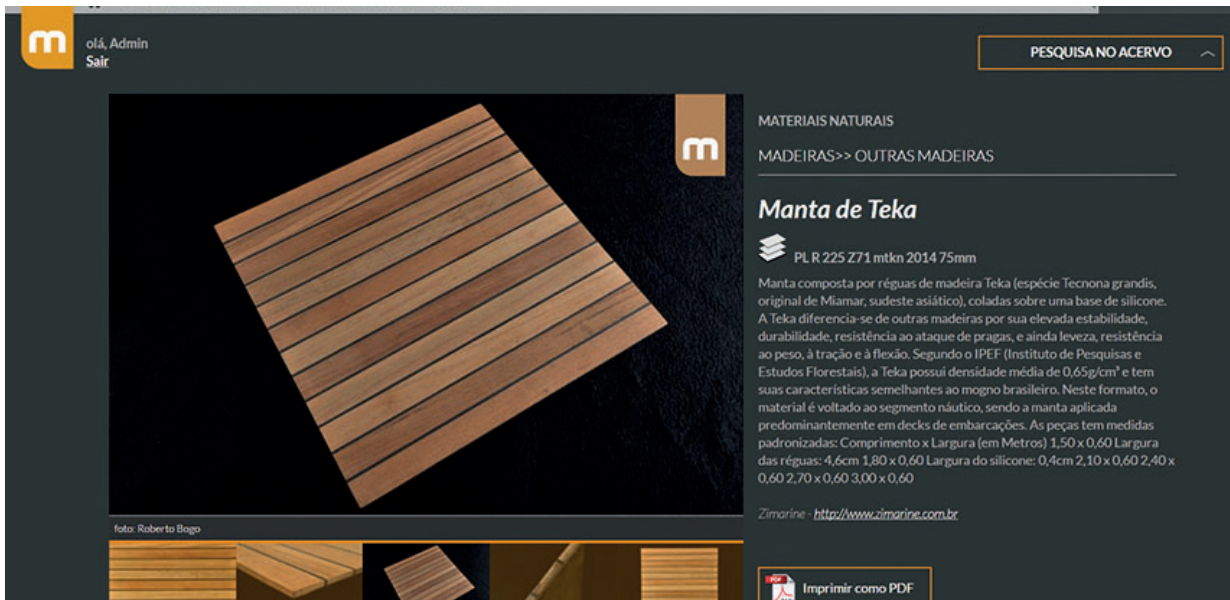 m
olá, Admin
Sair
PESQUISA NO ACERVO
m
MATERIAIS NATURAIS
MADEIRAS>> OUTRAS MADEIRAS
Manta de Teka
PL R 225 Z71 mtkn 2014 75mm
Manta composta por réguas de madeira Teka (espécie Tecnona grandis,
original de Miamar, sudeste asiático), coladas sobre uma base de silicone.
A Teka diferencia-se de outras madeiras por sua elevada estabilidade,
durabilidade, resistência ao ataque de pragas, e ainda leveza, resistência
ao peso, à tração e à flexão. Segundo o IPEF (Instituto de Pesquisas e
Estudos Florestais), a Teka possui densidade média de 0,65g/cm³ e tem
suas características semelhantes ao mogno brasileiro. Neste formato, o
material é voltado ao segmento náutico, sendo a manta aplicada
predominantemente em decks de embarcações. As peças tem medidas
padronizadas: Comprimento x Largura (em Metros) 1,50 x 0,60 Largura
das réguas: 4,6cm 1,80 x 0,60 Largura do silicone: 0,4cm 2,10 x 0,60 2,40 x
0,60 2,70 x 0,60 3,00 x 0,60
Zimarine - http://www.zimarine.com.br
foto: Roberto Bogo
PDF
Imprimir como PDF